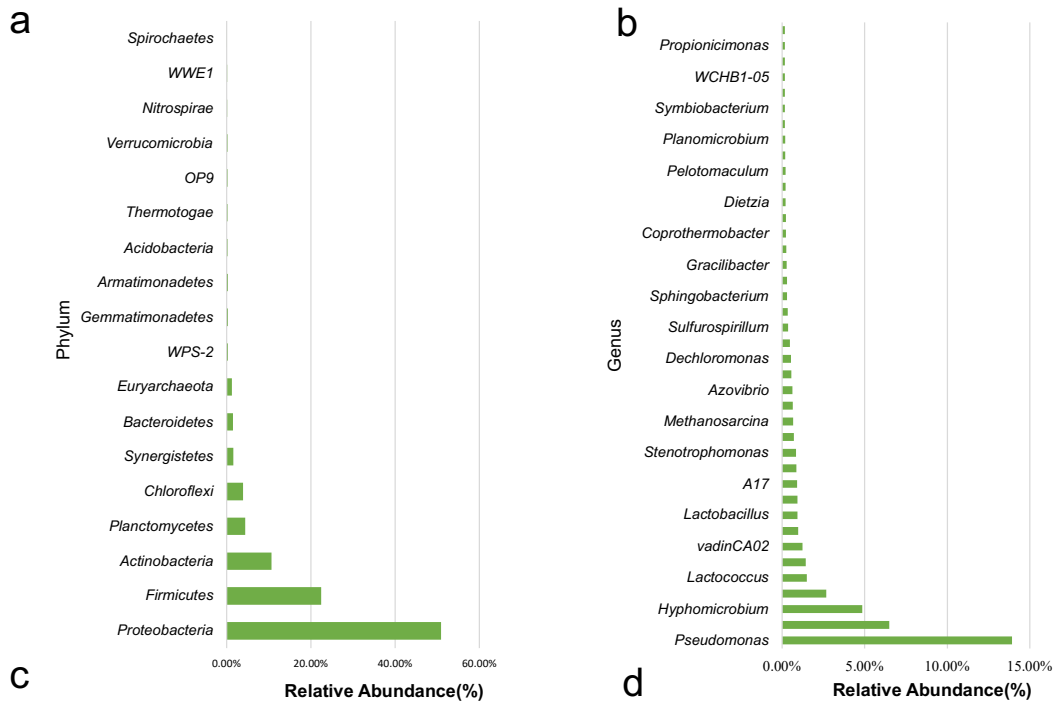 a
Spirochaetes
WWE1
Nitrospirae
Verrucomicrobia
OP9
Thermotogae
Acidobacteria
Armatimonadetes
Gemmatimonadetes
WPS-2
Euryarchaeota
Bacteroidetes
Synergistetes
Chloroflexi
Planctomycetes
Actinobacteria
Firmicutes
Proteobacteria
Phylum
0.00% 20.00% 40.00% 60.00%
Relative Abundance(%)
c
b
Propionicimonas
WCHB1-05
Symbiobacterium
Planomicrobium
Pelotomaculum
Dietzia
Coprothermobacter
Gracilibacter
Sphingobacterium
Sulfurospirillum
Dechloromonas
Azovibrio
Methanosarcina
Stenotrophomonas
A17
Lactobacillus
vadinCA02
Lactococcus
Hyphomicrobium
Pseudomonas
Genus
0.00% 5.00% 10.00% 15.00%
Relative Abundance(%)
d